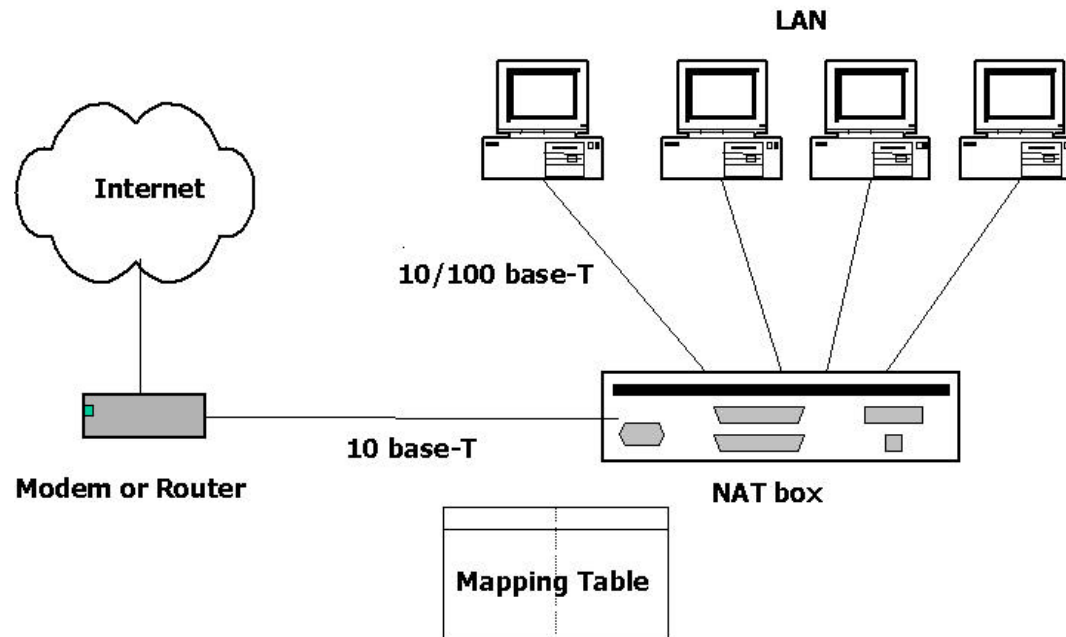 LAN
Internet
10/100 base-T
10 base-T
Modem or Router
NAT box
Mapping Table